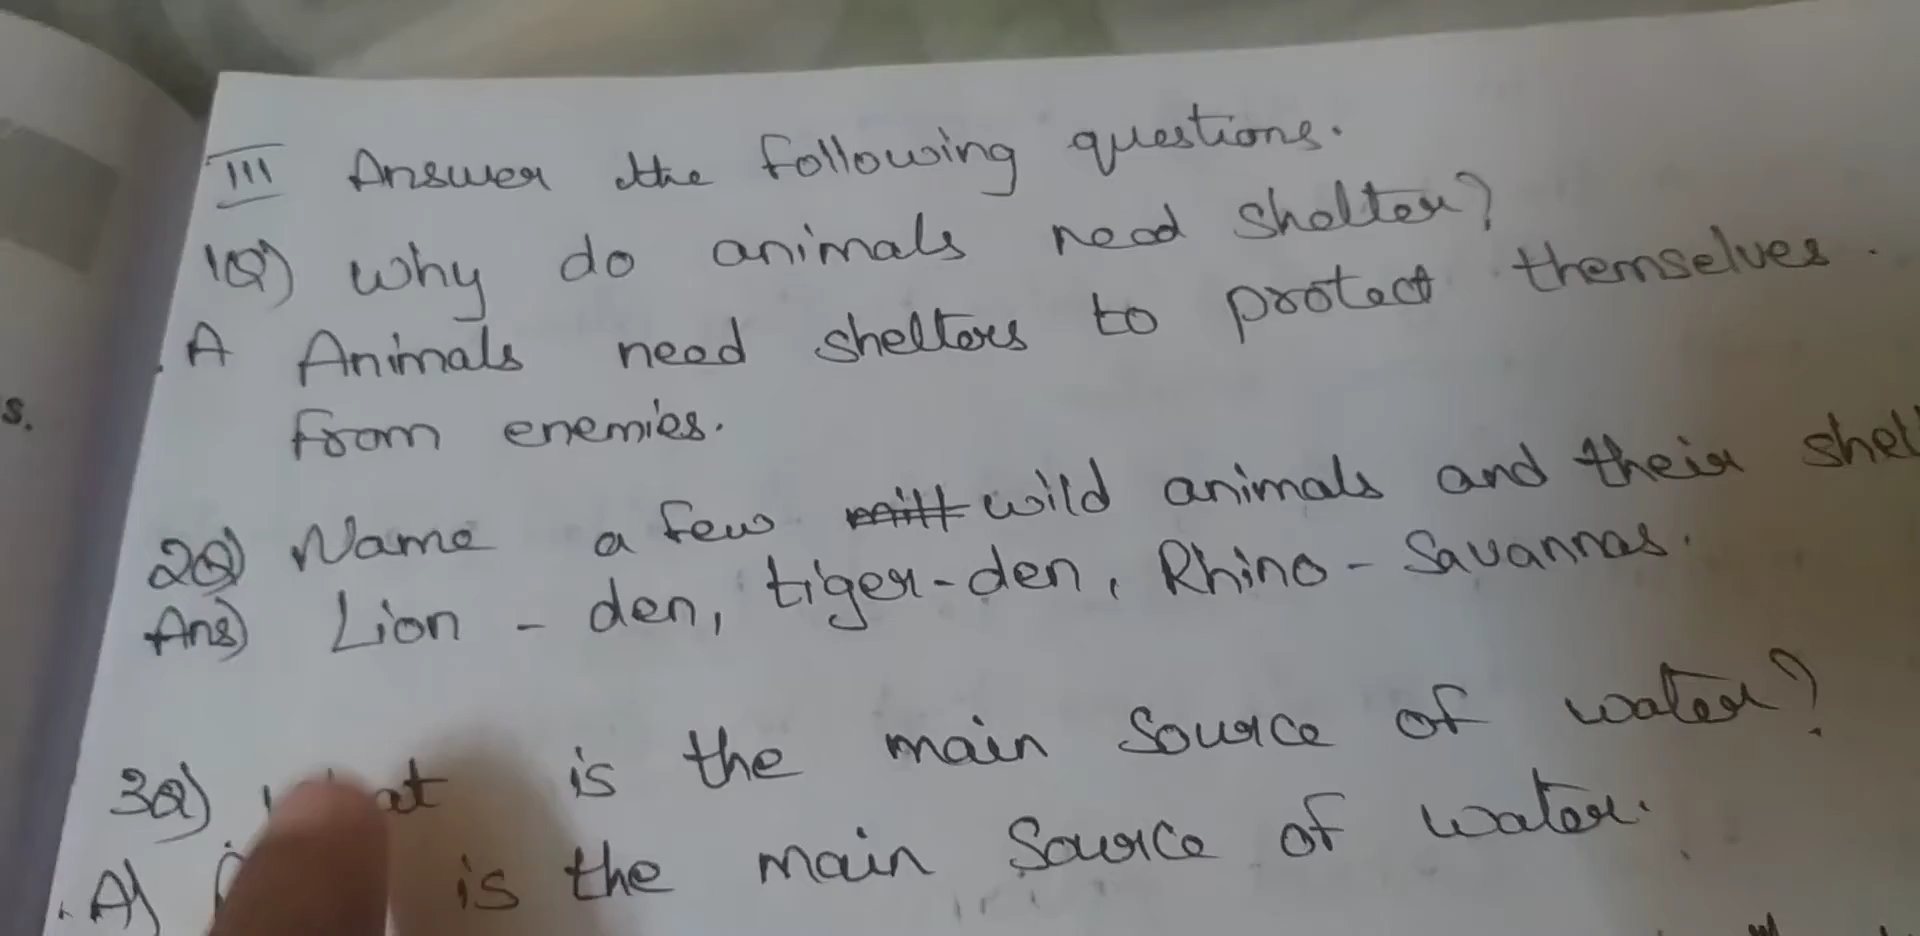 III Answer the following questions.
1Q) Why do animals need shelter?
A Animals need shelters to protect themselves.
from enemies.
2Q) Name a few wild animals and their shel
Ans) Lion - den, tiger-den, Rhino - Savannas.
3Q) is the main source of water?
A) is the main source of water.
s.